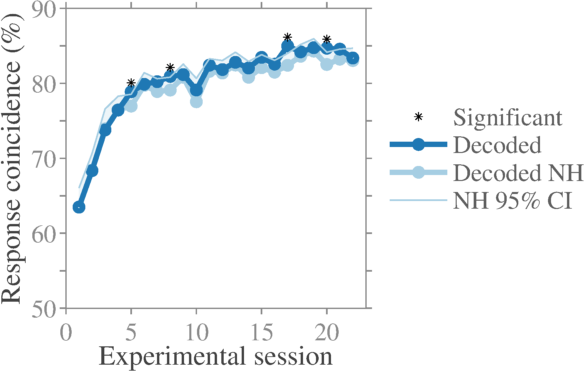 90
80
70
60
50
Response coincidence (%)
0 5 10 15 20
Experimental session
* Significant
Decoded
Decoded NH
NH 95% CI